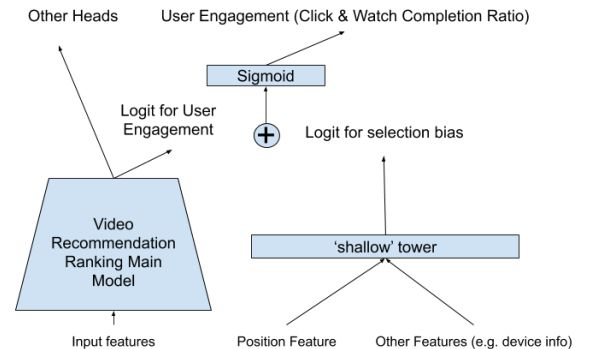 Other Heads
User Engagement (Click & Watch Completion Ratio)
Sigmoid
Logit for User
Engagement
+
Logit for selection bias
Video
Recommendation
Ranking Main
Model
'shallow' tower
Input features
Position Feature
Other Features (e.g. device info)